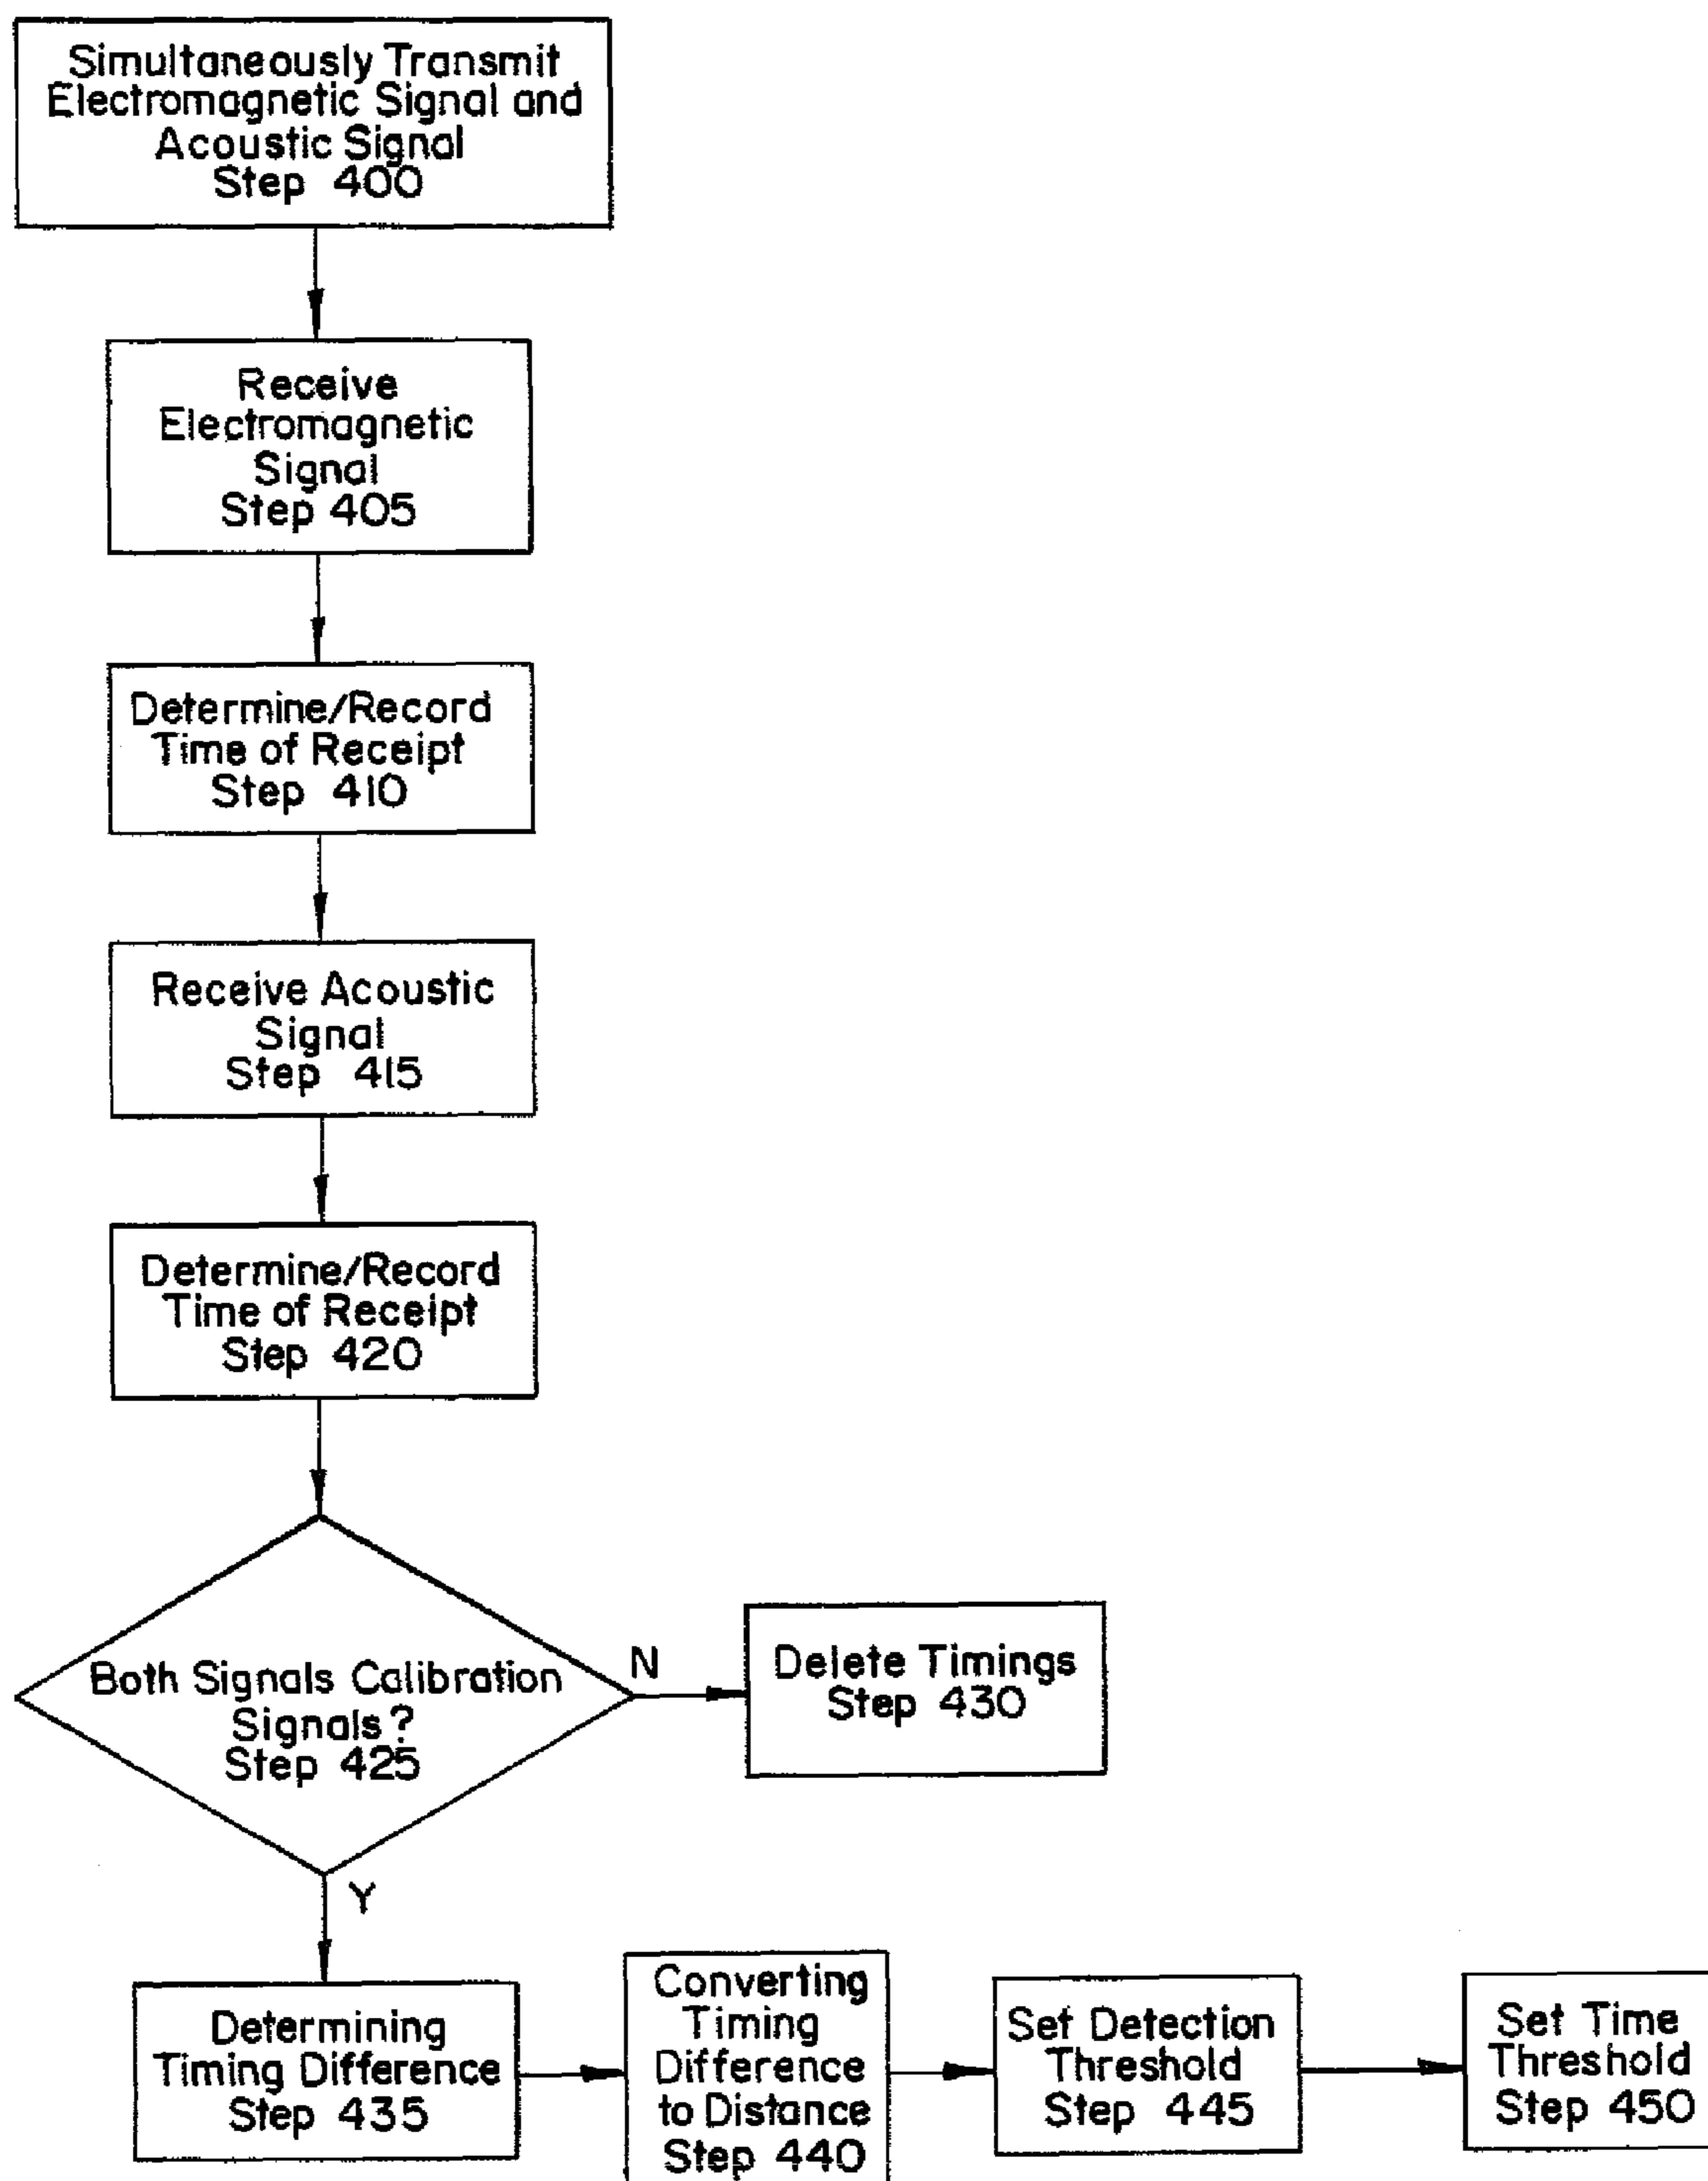 Simultaneously Transmit
Electromagnetic Signal and
Acoustic Signal
Step 400
Receive
Electromagnetic
Signal
Step 405
Determine/Record
Time of Receipt
Step 410
Receive Acoustic
Signal
Step 415
Determine/Record
Time of Receipt
Step 420
Both Signals Calibration
Signals?
Step 425
N
Delete Timings
Step 430
Y
Determining
Timing Difference
Step 435
Converting
Timing
Difference
to Distance
Step 440
Set Detection
Threshold
Step 445
Set Time
Threshold
Step 450